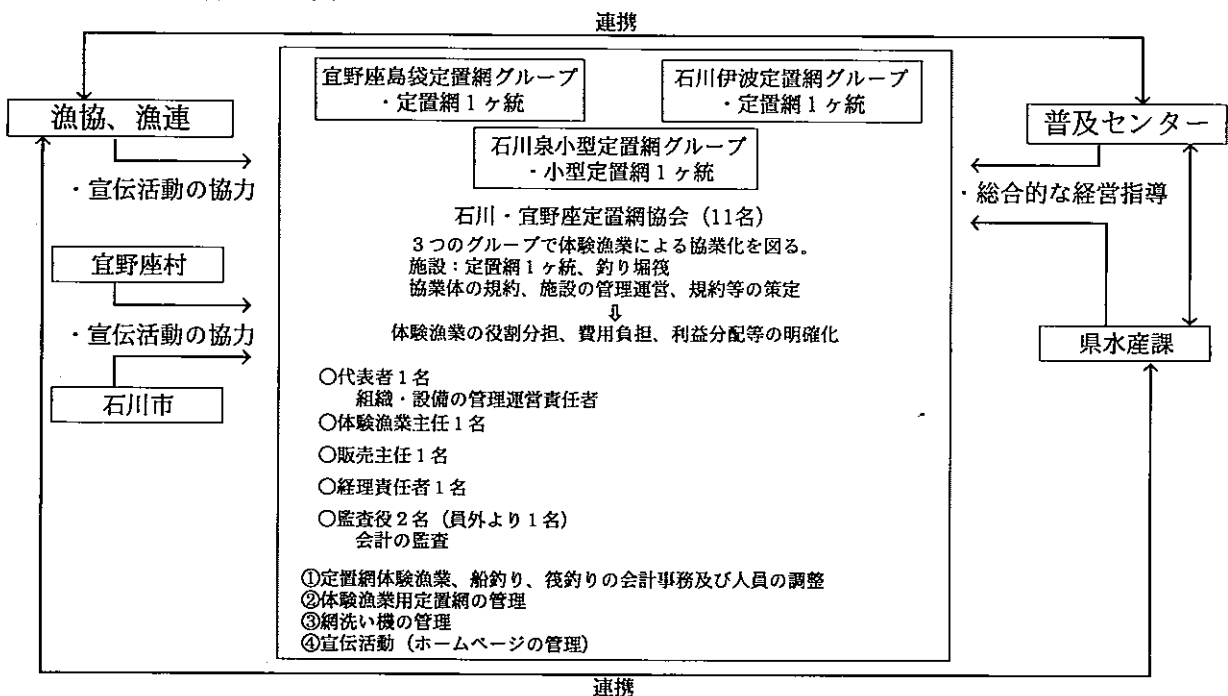 連携
宜野座島袋定置網グループ
・定置網1ヶ統
石川伊波定置網グループ
・定置網1ヶ統
漁協、漁連
普及センター
石川泉小型定置網グループ
・小型定置網1ヶ統
・宣伝活動の協力
・総合的な経営指導
石川・宜野座定置網協会 (11名)
3つのグループで体験漁業による協業化を図る。
施設:定置網1ヶ統、釣り堀筏
協業体の規約、施設の管理運営、規約等の策定
⇩
体験漁業の役割分担、費用負担、利益分配等の明確化
宜野座村
・宣伝活動の協力
石川市
県水産課
○代表者1名
組織・設備の管理運営責任者
○体験漁業主任1名
○販売主任1名
○経理責任者1名
○監査役2名 (員外より1名)
会計の監査
①定置網体験漁業、船釣り、筏釣りの会計事務及び人員の調整
②体験漁業用定置網の管理
③網洗い機の管理
④宣伝活動 (ホームページの管理)
連携